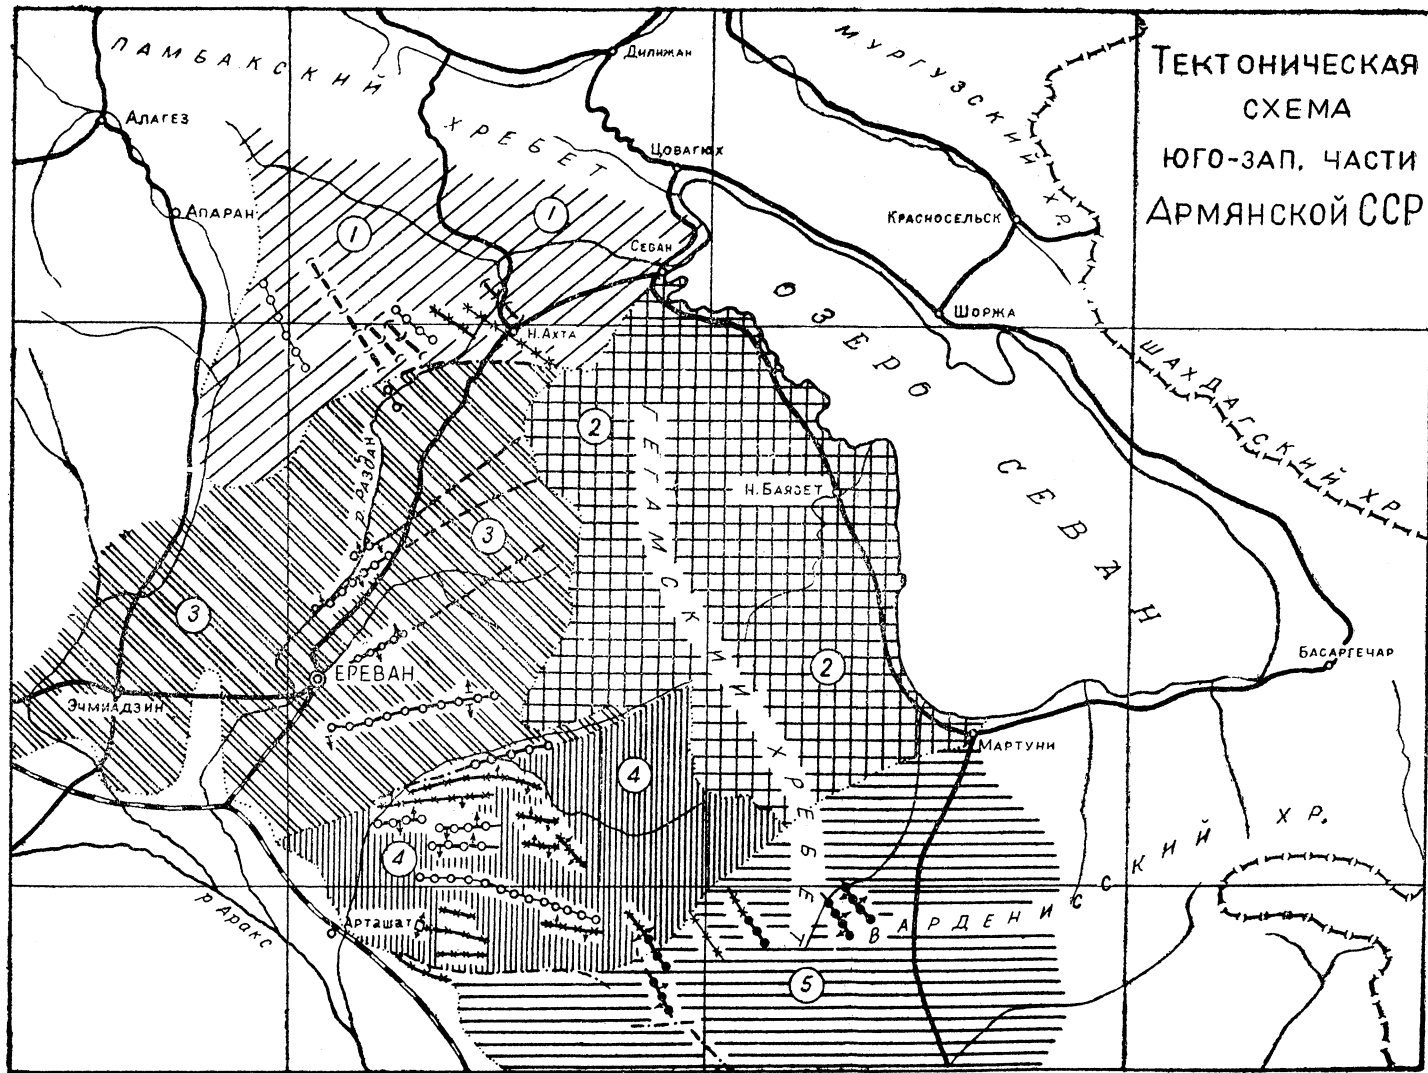 Тектоническая
схема
юго-зап. части
Армянской ССР
Памбакский
хребет
Мургузский хр.
Дилижан
Алагез
Цовагюх
Апаран
Красносельск
Севан
1
1
Озеро
Севан
Шоржа
Н. Ахта
Шахдагский хр.
2
Гегамский хребет
р. Раздан
Н. Баязет
3
3
2
Басаргечар
Ереван
Эчмиадзин
Мартуни
4
4
р. Аракс
Арташат
Варденисский хр.
5